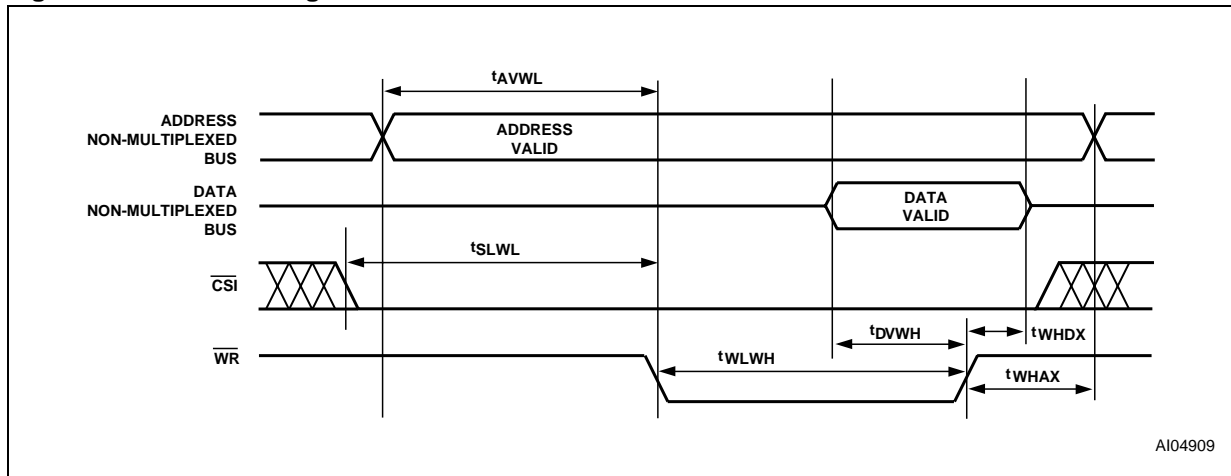 tAVWL
ADDRESS
NON-MULTIPLEXED
BUS
ADDRESS
VALID
DATA
NON-MULTIPLEXED
BUS
DATA
VALID
tSLWL
CSI
tDVWH
tWHDX
WR
tWLWH
tWHAX
AI04909